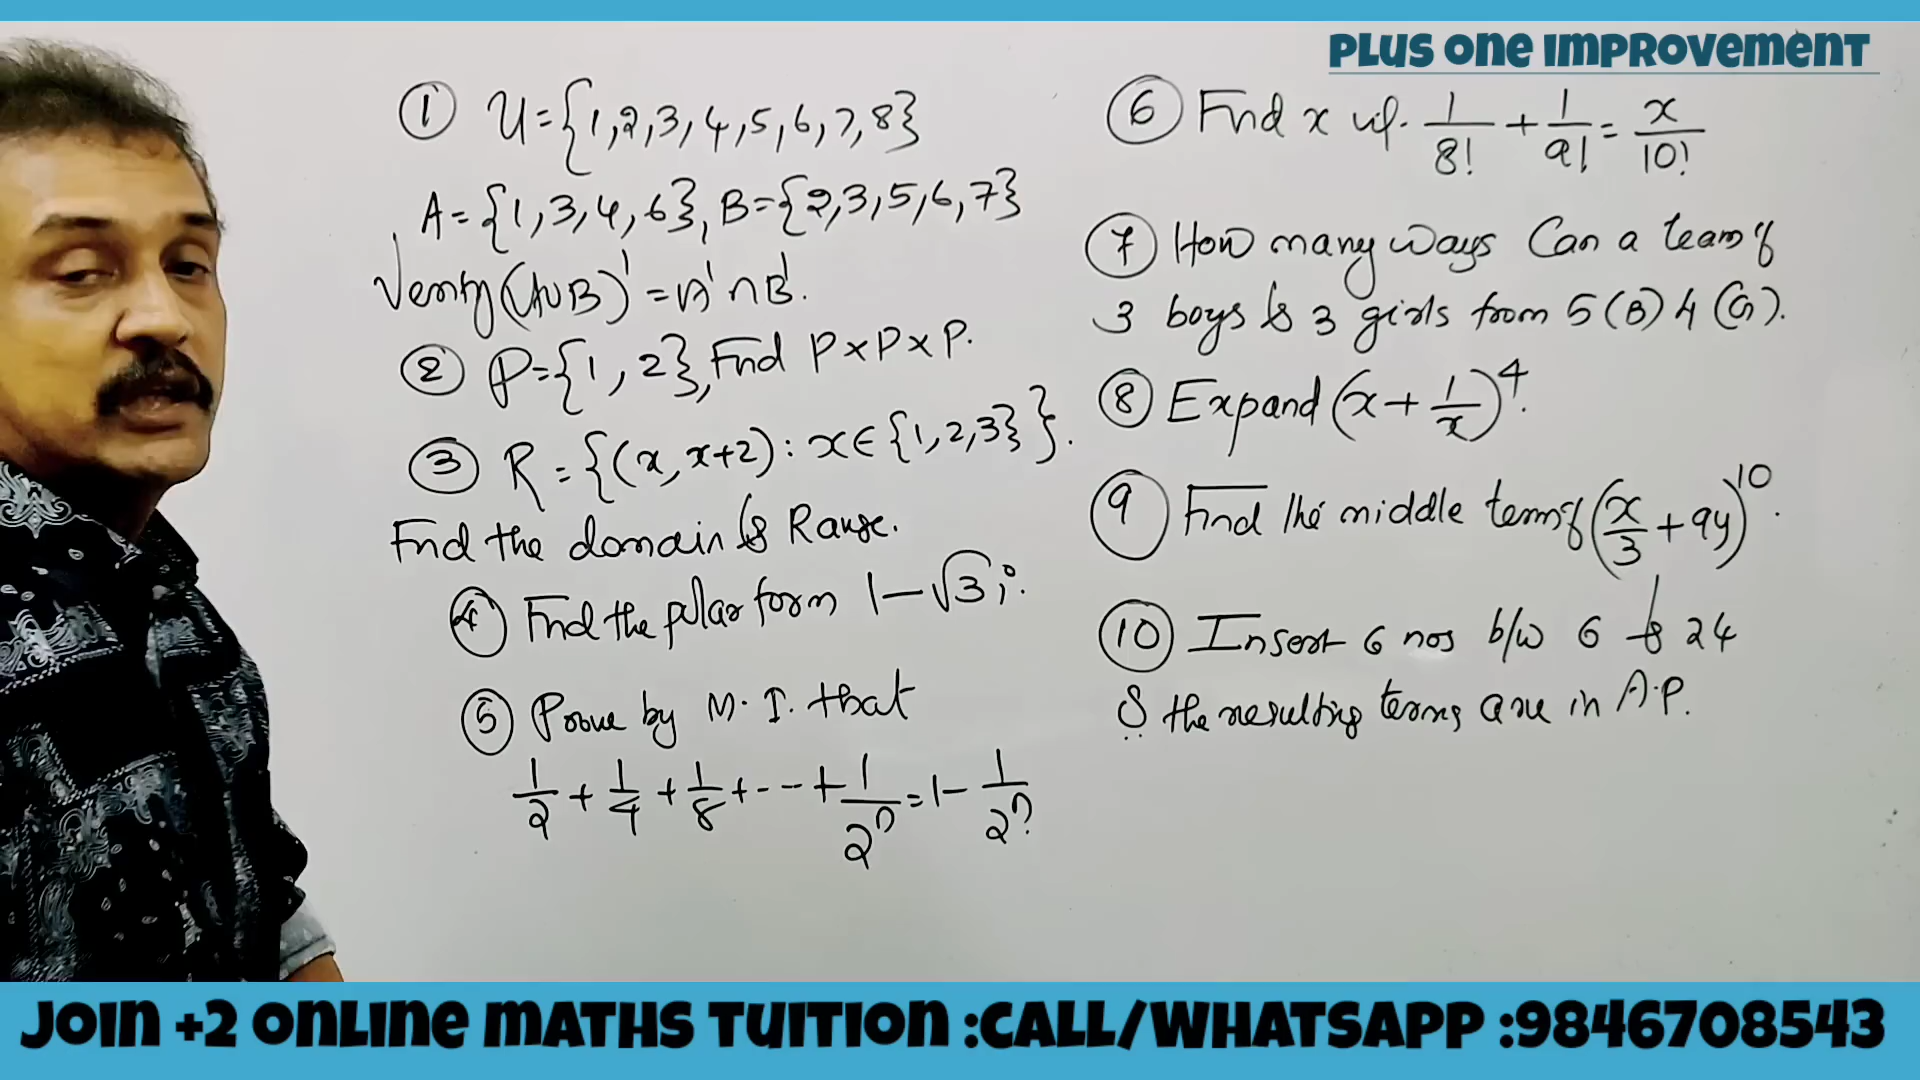 PLUS ONE IMPROVEMENT
① U={1,2,3,4,5,6,7,8}
A={1,3,4,6}, B={2,3,5,6,7}
Verify (A∪B)' = A'∩B'.
② P={1,2}, Find P×P×P.
③ R={(x, x+2): x∈{1,2,3}}.
Find the domain & Range.
④ Find the polar form 1-√3i.
⑤ Prove by M.I. that
1/2 + 1/4 + 1/8 + --- + 1/2ⁿ = 1 - 1/2ⁿ.
⑥ Find x if 1/8! + 1/9! = x/10!
⑦ How many ways Can a team of
3 boys & 3 girls from 5(B) 4(G).
⑧ Expand (x + 1/x)⁴.
⑨ Find the middle term of (x/3 + 9y)¹⁰.
⑩ Insert 6 nos b/w 6 & 24
& the resulting terms are in A.P.
JOIN +2 ONLINE MATHS TUITION :CALL/WHATSAPP :9846708543